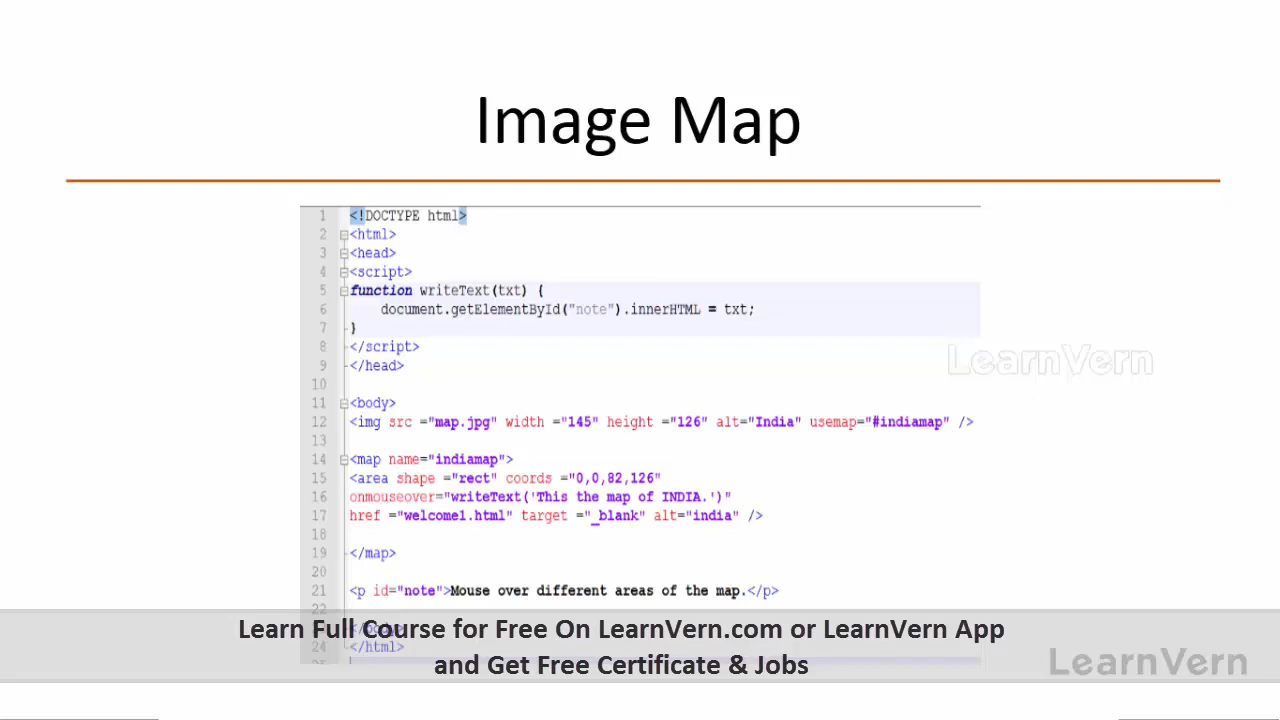 Image Map
1 <!DOCTYPE html>
2 <html>
3 <head>
4 <script>
5 function writeText(txt) {
6 document.getElementById("note").innerHTML = txt;
7 }
8 </script>
9 </head>
10
11 <body>
12 <img src ="map.jpg" width ="145" height ="126" alt="India" usemap="#indiamap" />
13
14 <map name="indiamap">
15 <area shape ="rect" coords ="0,0,82,126"
16 onmouseover="writeText('This the map of INDIA.')"
17 href ="welcome1.html" target ="_blank" alt="india" />
18
19 </map>
20
21 <p id="note">Mouse over different areas of the map.</p>
22
</body>
24 </html>
25
LearnVern
Learn Full Course for Free On LearnVern.com or LearnVern App
and Get Free Certificate & Jobs
LearnVern